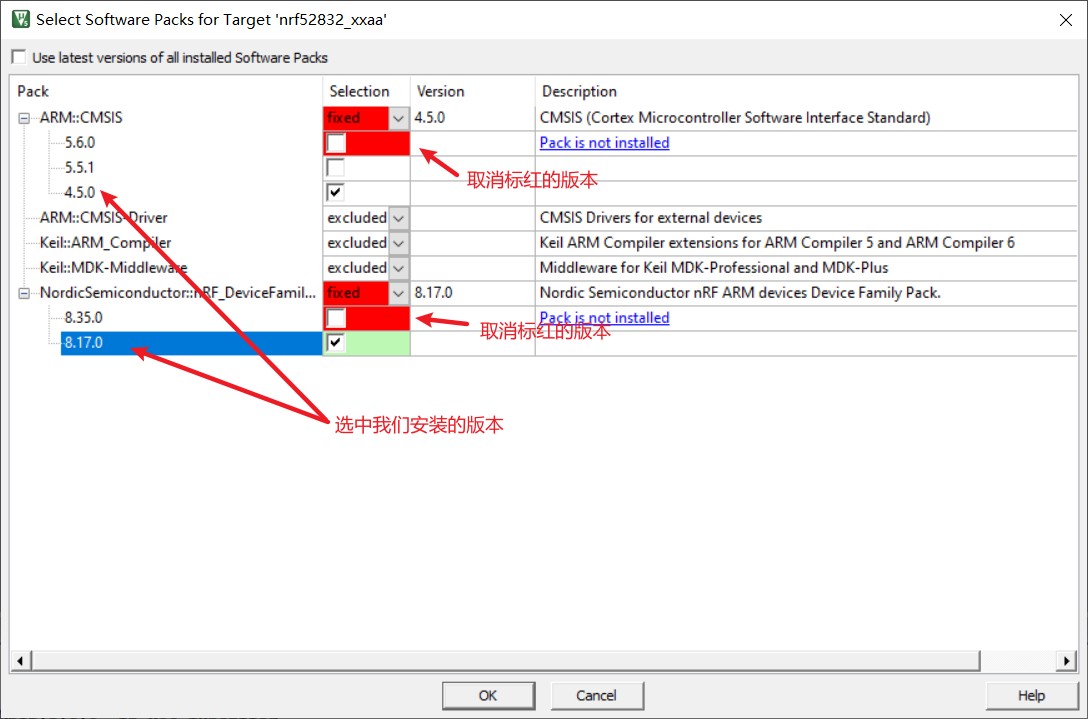 Select Software Packs for Target 'nrf52832_xxaa'
Use latest versions of all installed Software Packs
Pack Selection Version Description
ARM::CMSIS fixed 4.5.0 CMSIS (Cortex Microcontroller Software Interface Standard)
5.6.0 Pack is not installed
取消标红的版本
5.5.1
4.5.0
ARM::CMSIS-Driver excluded CMSIS Drivers for external devices
Keil::ARM_Compiler excluded Keil ARM Compiler extensions for ARM Compiler 5 and ARM Compiler 6
Keil::MDK-Middleware excluded Middleware for Keil MDK-Professional and MDK-Plus
NordicSemiconductor::nRF_DeviceFamil... fixed 8.17.0 Nordic Semiconductor nRF ARM devices Device Family Pack.
8.35.0 Pack is not installed
取消标红的版本
8.17.0
选中我们安装的版本
OK Cancel Help